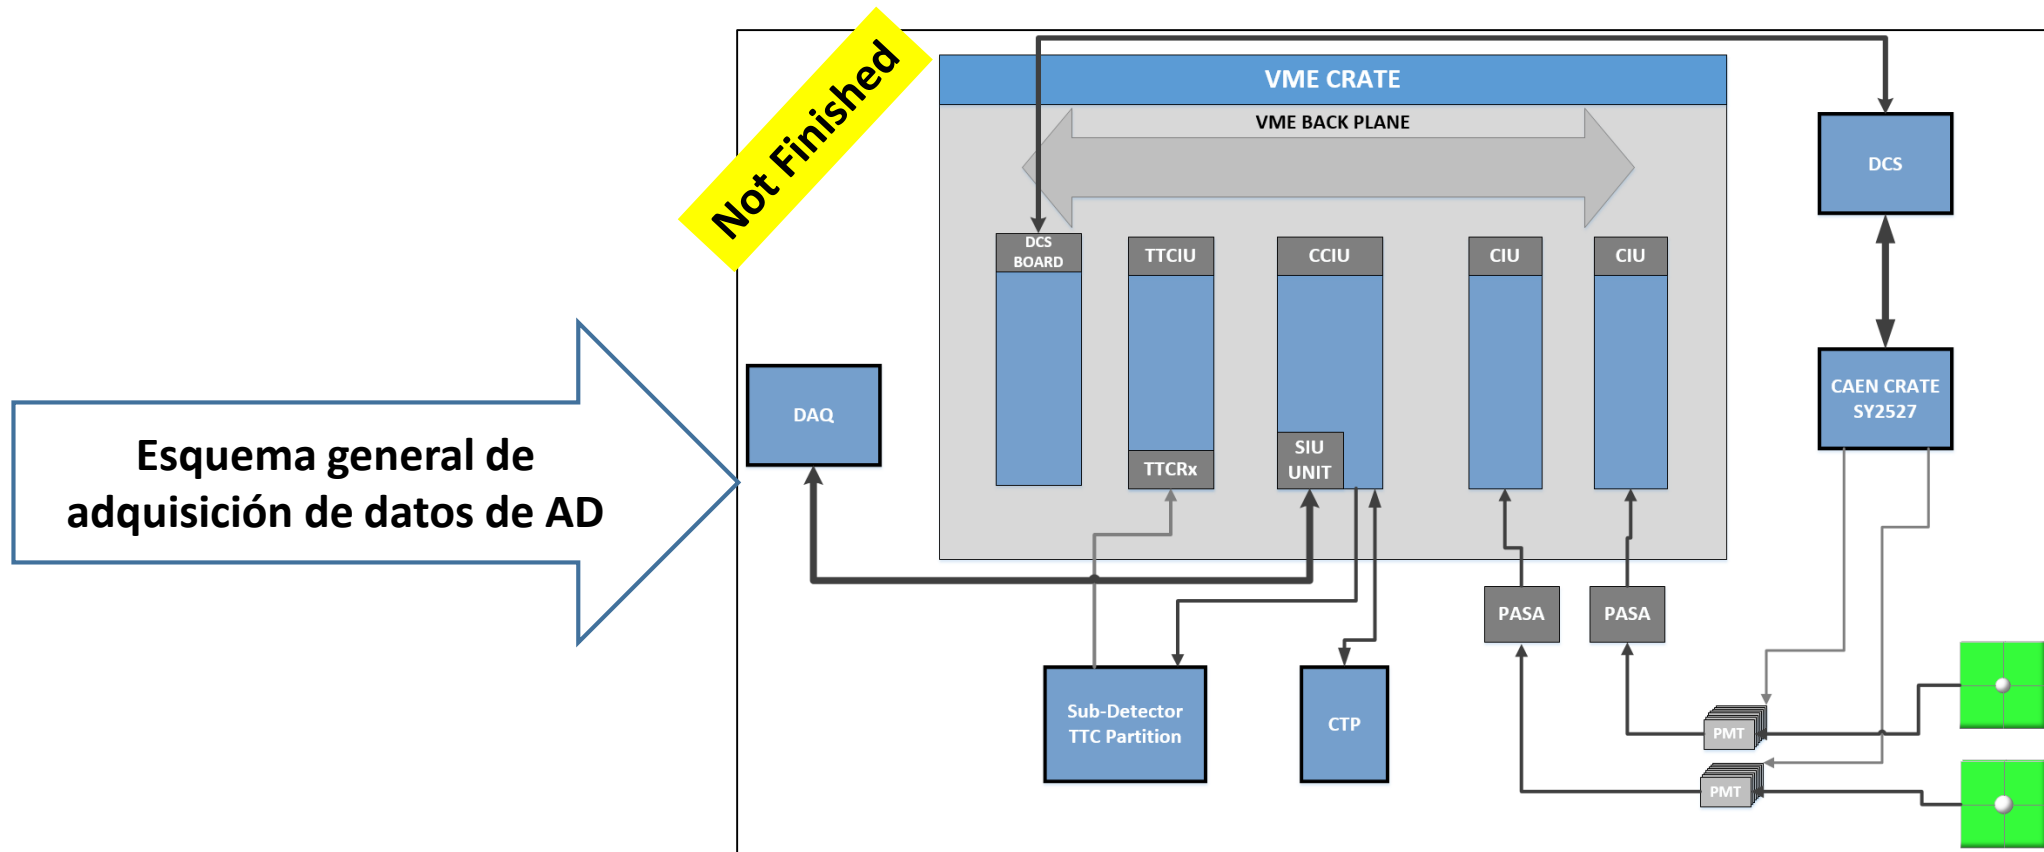 Not Finished
VME CRATE
VME BACK PLANE
DCS
DCS
BOARD
TTCIU
CCIU
CIU
CIU
DAQ
CAEN CRATE
SY2527
Esquema general de
adquisición de datos de AD
SIU
UNIT
TTCRx
PASA
PASA
Sub-Detector
TTC Partition
CTP
PMT
PMT